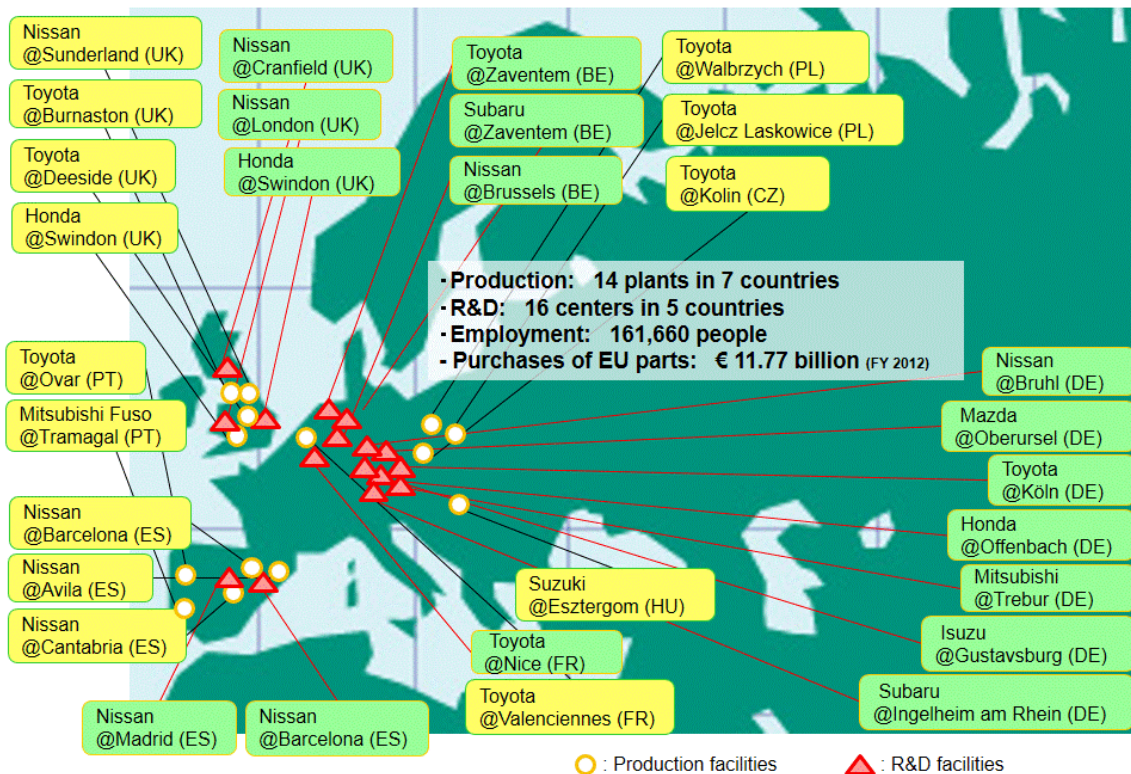 Nissan
@Sunderland (UK)
Toyota
@Burnaston (UK)
Toyota
@Deeside (UK)
Honda
@Swindon (UK)
Nissan
@Cranfield (UK)
Nissan
@London (UK)
Honda
@Swindon (UK)
Toyota
@Zaventem (BE)
Subaru
@Zaventem (BE)
Nissan
@Brussels (BE)
Toyota
@Walbrzych (PL)
Toyota
@Jelcz Laskowice (PL)
Toyota
@Kolin (CZ)
- Production: 14 plants in 7 countries
- R&D: 16 centers in 5 countries
- Employment: 161,660 people
- Purchases of EU parts: € 11.77 billion (FY 2012)
Toyota
@Ovar (PT)
Mitsubishi Fuso
@Tramagal (PT)
Nissan
@Barcelona (ES)
Nissan
@Avila (ES)
Nissan
@Cantabria (ES)
Nissan
@Madrid (ES)
Nissan
@Barcelona (ES)
Suzuki
@Esztergom (HU)
Toyota
@Nice (FR)
Toyota
@Valenciennes (FR)
Nissan
@Bruhl (DE)
Mazda
@Oberursel (DE)
Toyota
@Köln (DE)
Honda
@Offenbach (DE)
Mitsubishi
@Trebur (DE)
Isuzu
@Gustavsburg (DE)
Subaru
@Ingelheim am Rhein (DE)
: Production facilities
: R&D facilities